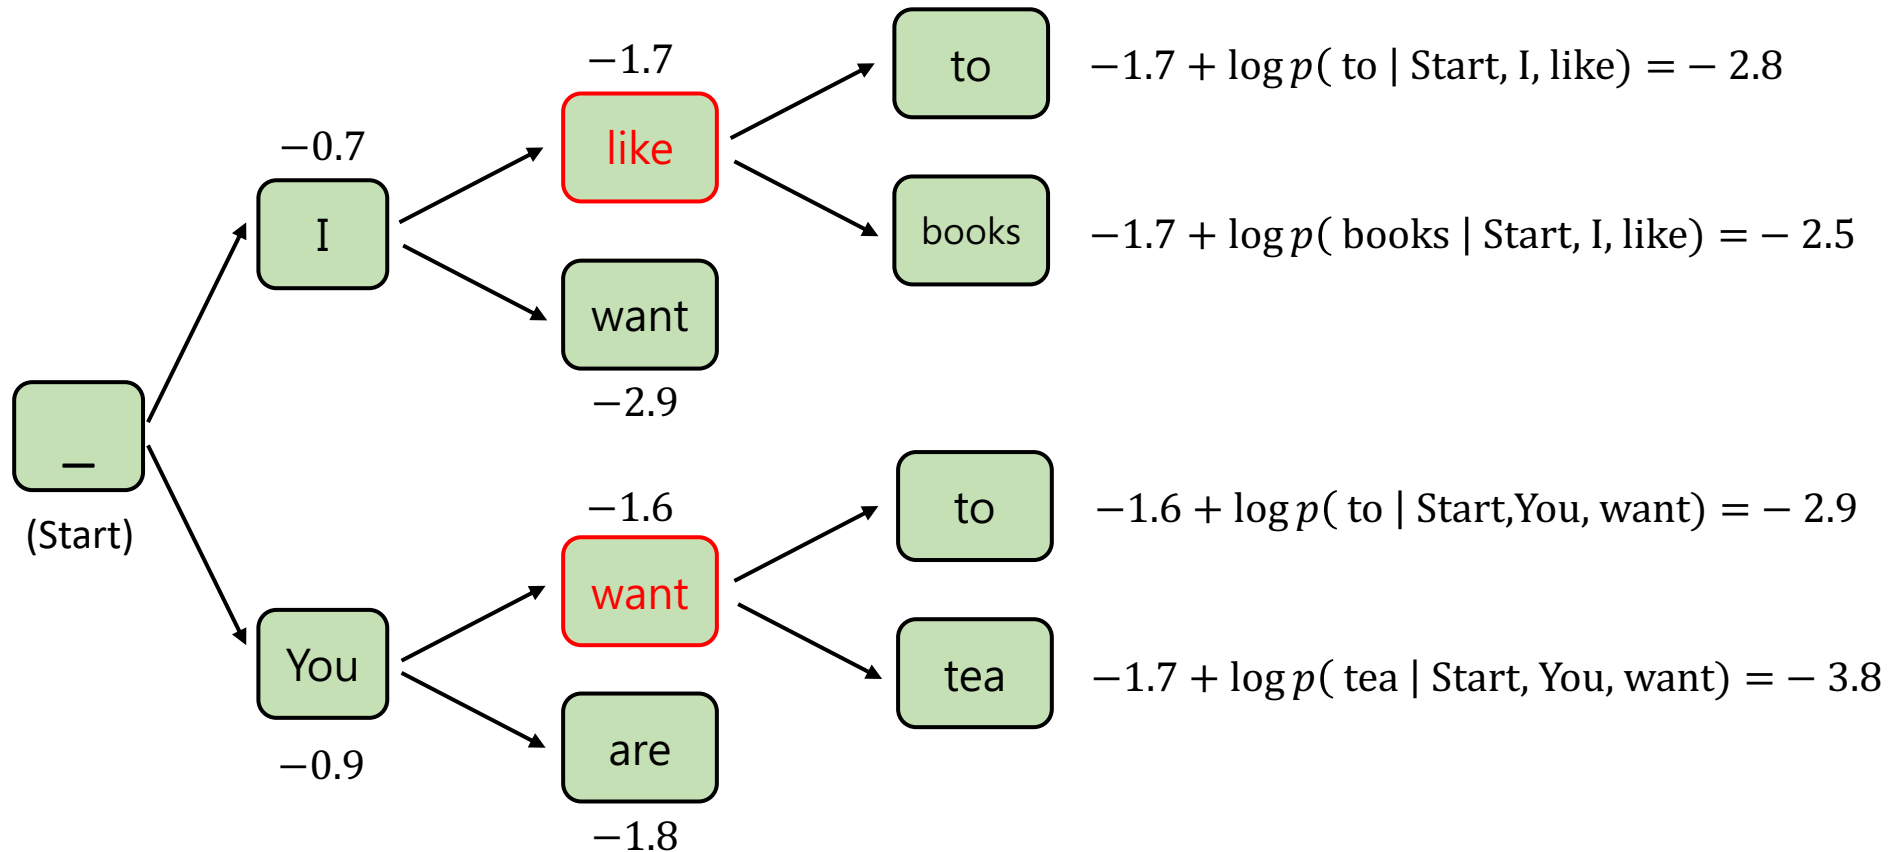 −1.7
to
−1.7 + log p( to | Start, I, like) = − 2.8
−0.7
like
I
books
−1.7 + log p( books | Start, I, like) = − 2.5
want
−2.9
_
(Start)
−1.6
to
−1.6 + log p( to | Start,You, want) = − 2.9
want
You
tea
−1.7 + log p( tea | Start, You, want) = − 3.8
−0.9
are
−1.8